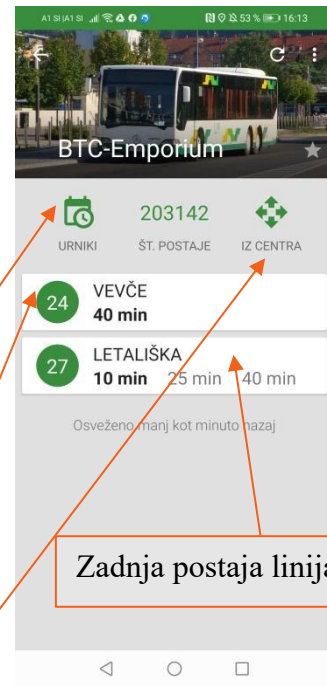 A1 SI |A1 SI 53 % 16:13
BTC-Emporium
203142
URNIKI ŠT. POSTAJE IZ CENTRA
24 VEVČE
40 min
27 LETALIŠKA
10 min 25 min 40 min
Osveženo manj kot minuto nazaj
Zadnja postaja linija